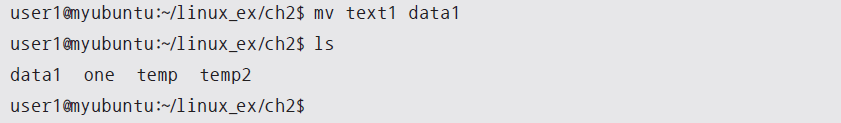 user1@myubuntu:~/linux_ex/ch2$ mv text1 data1
user1@myubuntu:~/linux_ex/ch2$ ls
data1  one  temp  temp2
user1@myubuntu:~/linux_ex/ch2$